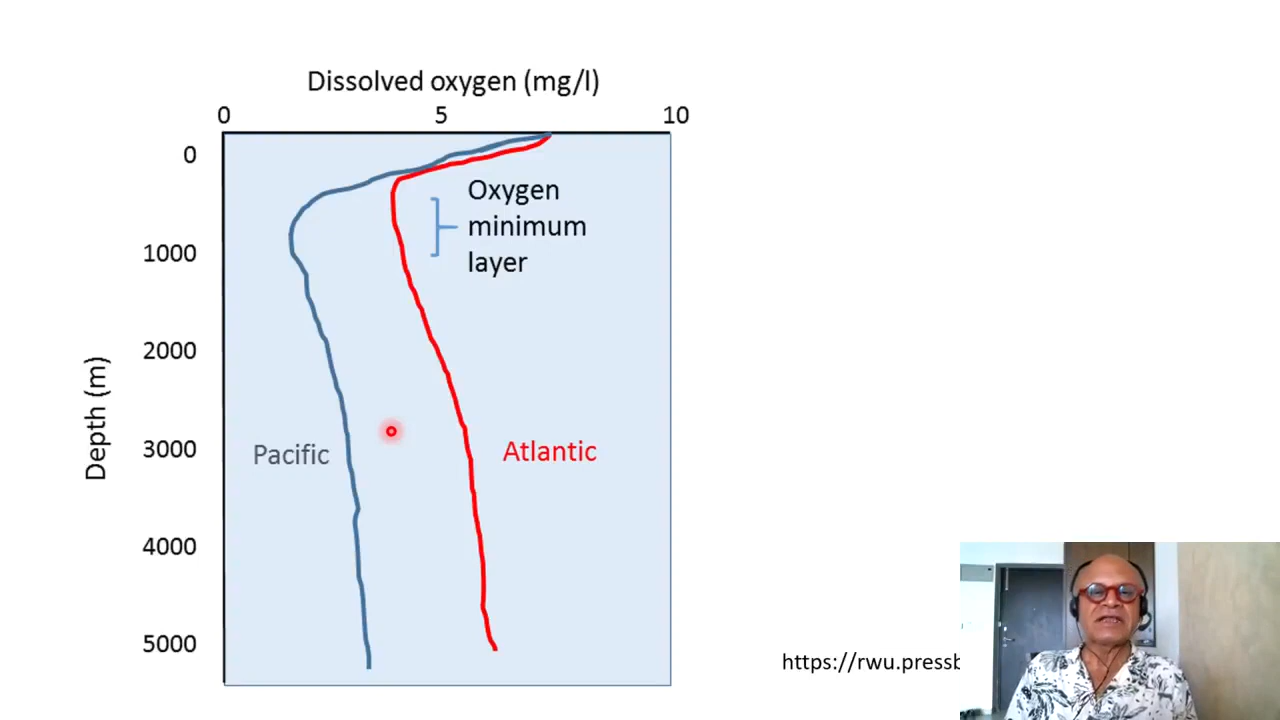 Dissolved oxygen (mg/l)
0 5 10
0
1000
2000
3000
4000
5000
Depth (m)
Oxygen
minimum
layer
Pacific
Atlantic
https://rwu.pressb